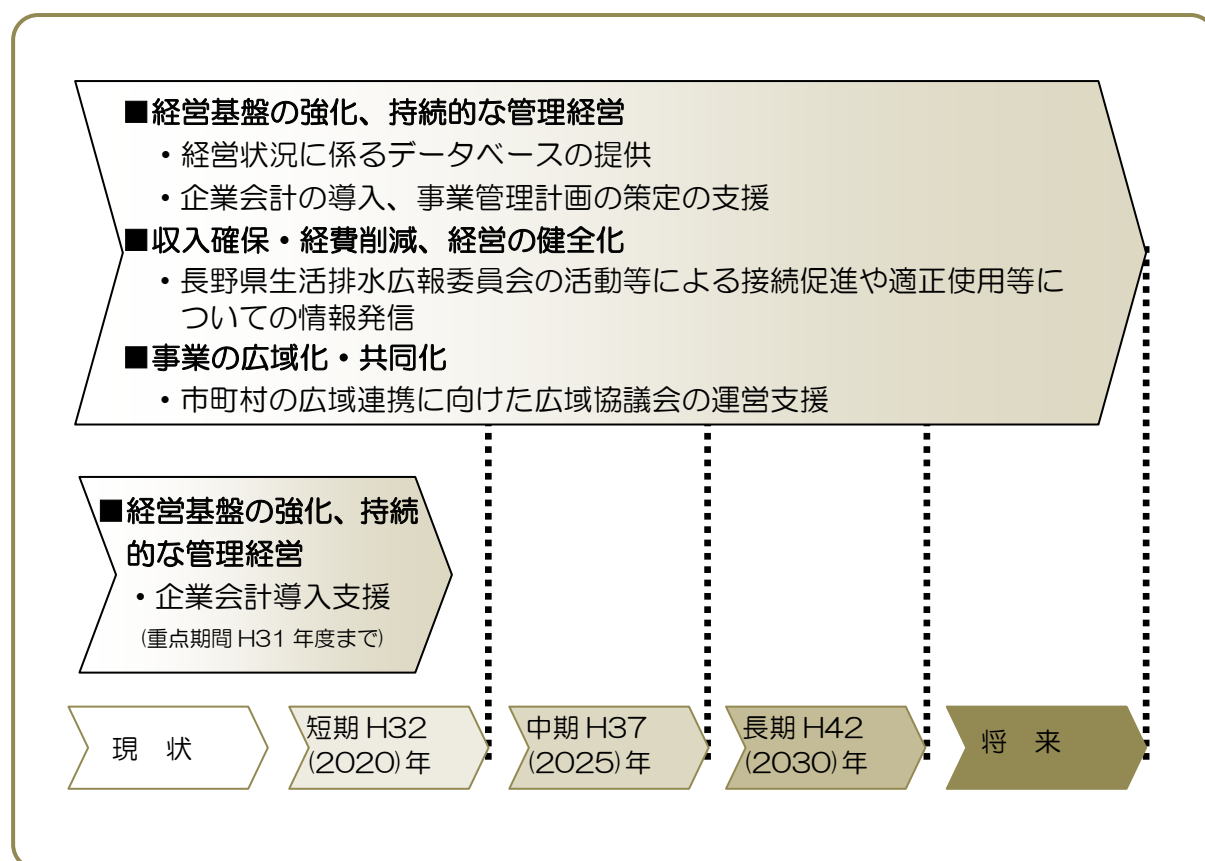 ■経営基盤の強化、持続的な管理経営
・経営状況に係るデータベースの提供
・企業会計の導入、事業管理計画の策定の支援
■収入確保・経費削減、経営の健全化
・長野県生活排水広報委員会の活動等による接続促進や適正使用等に
ついての情報発信
■事業の広域化・共同化
・市町村の広域連携に向けた広域協議会の運営支援
■経営基盤の強化、持続
的な管理経営
・企業会計導入支援
(重点期間 H31 年度まで)
現 状
短期 H32
(2020)年
中期 H37
(2025)年
長期 H42
(2030)年
将 来